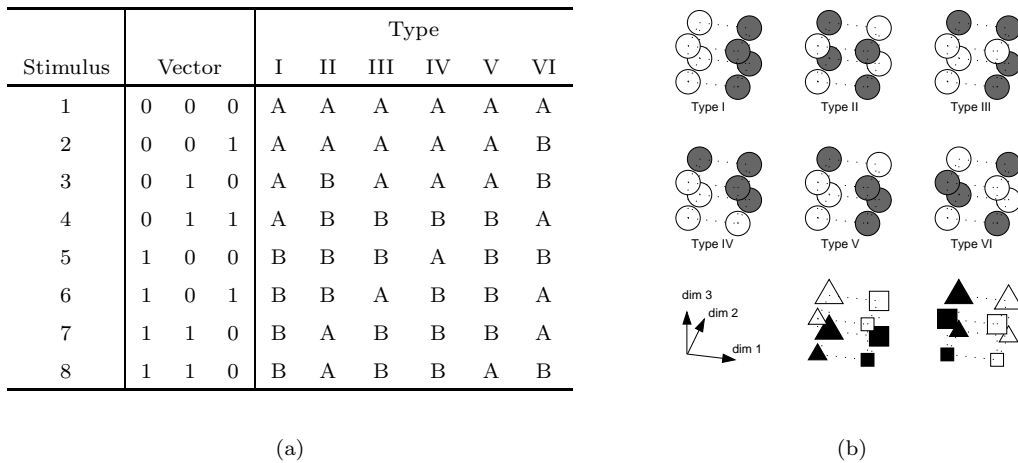 Type
Stimulus Vector I II III IV V VI
1 0 0 0 A A A A A A
2 0 0 1 A A A A A B
3 0 1 0 A B A A A B
4 0 1 1 A B B B B A
5 1 0 0 B B B A B B
6 1 0 1 B B A B B A
7 1 1 0 B A B B B A
8 1 1 0 B A B B A B
(a)
Type I Type II Type III
Type IV Type V Type VI
dim 3
dim 2
dim 1
(b)